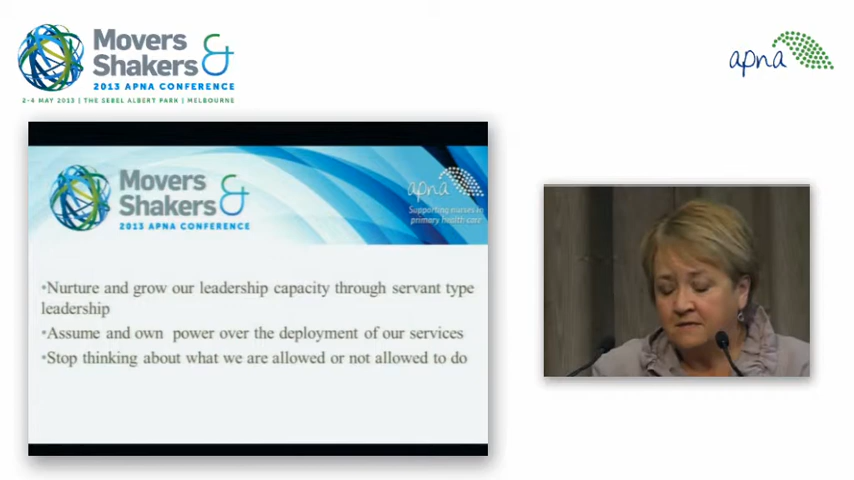 Movers &
Shakers
2013 APNA CONFERENCE
2-4 MAY 2013 | THE SEBEL ALBERT PARK | MELBOURNE
apna
Movers &
Shakers
2013 APNA CONFERENCE
apna
Supporting nurses in
primary health care
•Nurture and grow our leadership capacity through servant type
leadership
•Assume and own power over the deployment of our services
•Stop thinking about what we are allowed or not allowed to do